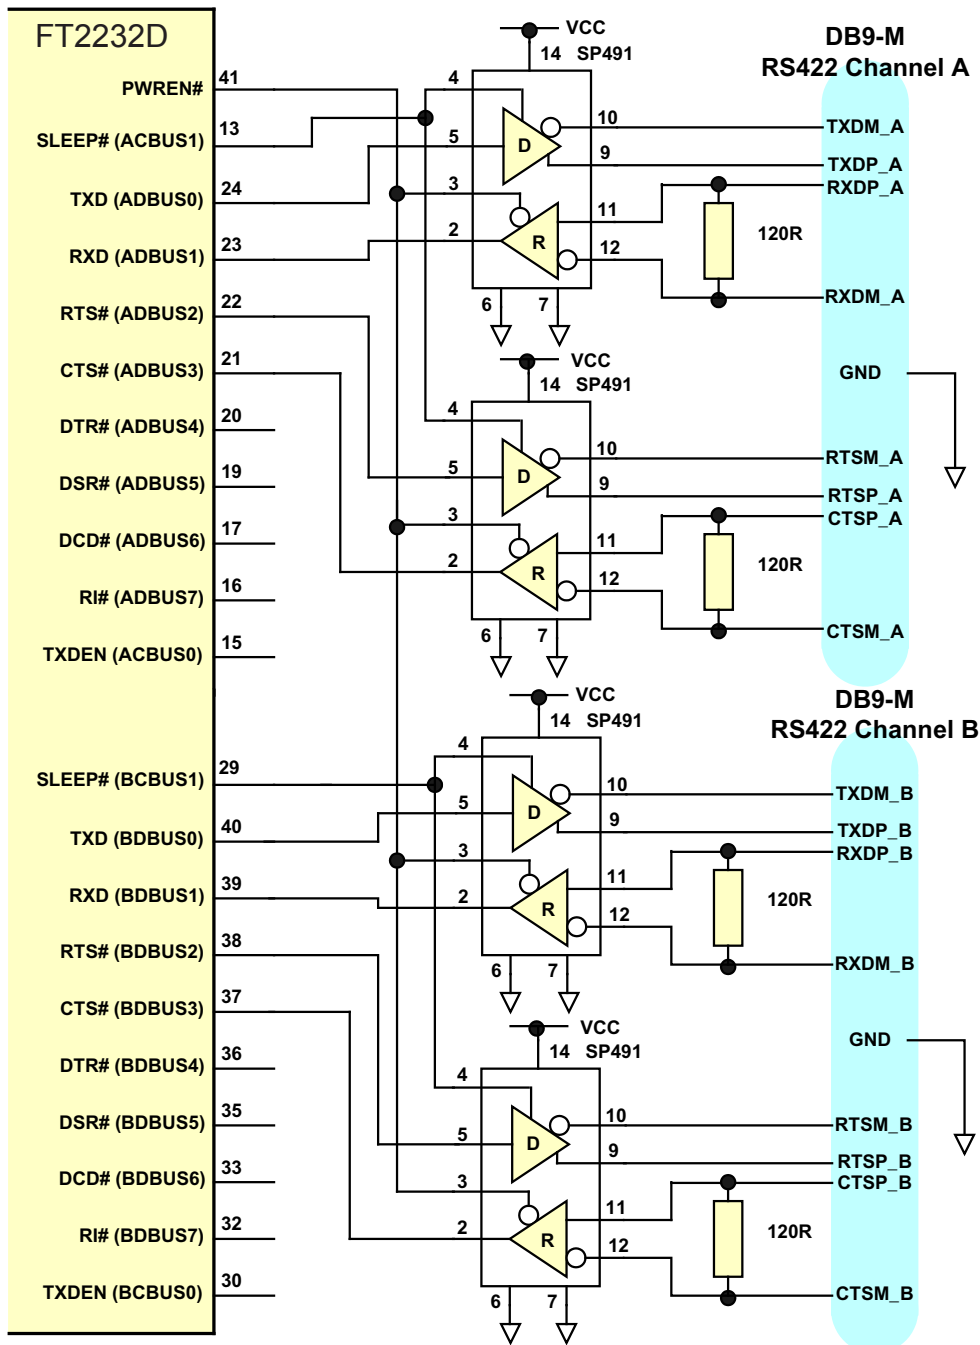 FT2232D
PWREN#
41
SLEEP# (ACBUS1)
13
TXD (ADBUS0)
24
RXD (ADBUS1)
23
RTS# (ADBUS2)
22
CTS# (ADBUS3)
21
DTR# (ADBUS4)
20
DSR# (ADBUS5)
19
DCD# (ADBUS6)
17
RI# (ADBUS7)
16
TXDEN (ACBUS0)
15
SLEEP# (BCBUS1)
29
TXD (BDBUS0)
40
RXD (BDBUS1)
39
RTS# (BDBUS2)
38
CTS# (BDBUS3)
37
DTR# (BDBUS4)
36
DSR# (BDBUS5)
35
DCD# (BDBUS6)
33
RI# (BDBUS7)
32
TXDEN (BCBUS0)
30
VCC
14 SP491
4
5
3
2
D
R
10
9
11
12
6
7
120R
VCC
14 SP491
4
5
3
2
D
R
10
9
11
12
6
7
120R
VCC
14 SP491
4
5
3
2
D
R
10
9
11
12
6
7
120R
VCC
14 SP491
4
5
3
2
D
R
10
9
11
12
6
7
120R
DB9-M
RS422 Channel A
TXDM_A
TXDP_A
RXDP_A
RXDM_A
GND
RTSM_A
RTSP_A
CTSP_A
CTSM_A
DB9-M
RS422 Channel B
TXDM_B
TXDP_B
RXDP_B
RXDM_B
GND
RTSM_B
RTSP_B
CTSP_B
CTSM_B